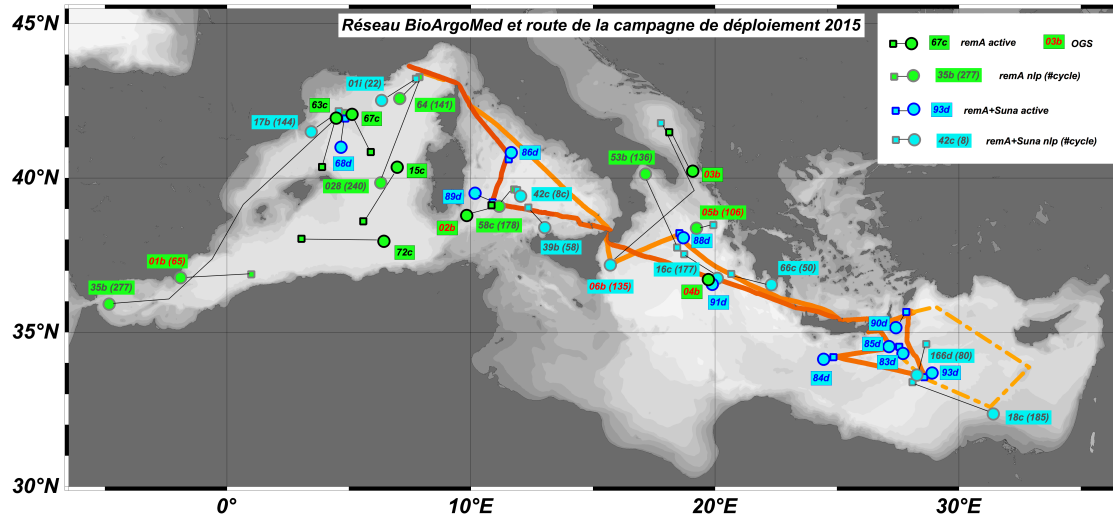 45°N
40°N
35°N
30°N
0°
10°E
20°E
30°E
Réseau BioArgoMed et route de la campagne de déploiement 2015
67c remA active 03b OGS
35b (277) remA nlp (#cycle)
93d remA+Suna active
42c (8) remA+Suna nlp (#cycle)
01i (22)
64 (141)
63c
67c
17b (144)
68d
15c
028 (240)
72c
01b (65)
35b (277)
86d
89d
42c (8c)
02b
58c (178)
39b (58)
53b (136)
03b
05b (106)
88d
16c (177)
66c (50)
06b (135)
04b
91d
90d
85d
83d
84d
166d (80)
93d
18c (185)